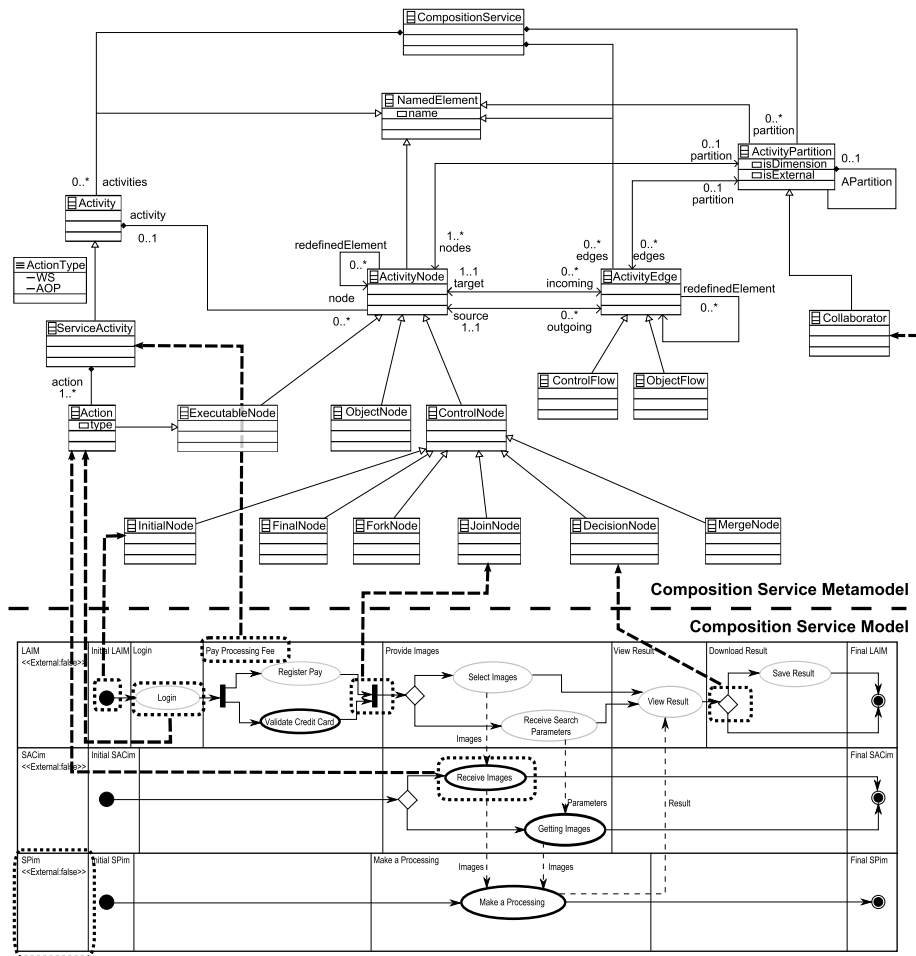 CompositionService
NamedElement
name
0..*
partition
0..1
partition
ActivityPartition
isDimension
isExternal
0..1
APartition
0..1
partition
0..*
activities
Activity
activity
0..1
redefinedElement
0..*
1..*
nodes
0..*
edges
0..*
edges
ActionType
WS
AOP
ActivityNode
1..1
target
0..*
incoming
ActivityEdge
redefinedElement
0..*
node
0..*
source
1..1
0..*
outgoing
Collaborator
ServiceActivity
action
1..*
ControlFlow
ObjectFlow
Action
type
ExecutableNode
ObjectNode
ControlNode
InitialNode
FinalNode
ForkNode
JoinNode
DecisionNode
MergeNode
Composition Service Metamodel
Composition Service Model
LAIM
<<External:false>>
Initial LAIM
Login
Pay Processing Fee
Provide Images
View Result
Download Result
Final LAIM
Register Pay
Select Images
Save Result
Login
View Result
Validate Credit Card
Receive Search
Parameters
Images
SACim
<<External:false>>
Initial SACim
Final SACim
Receive Images
Parameters
Result
Getting Images
SPim
<<External:false>>
Initial SPim
Make a Processing
Final SPim
Images
Images
Make a Processing